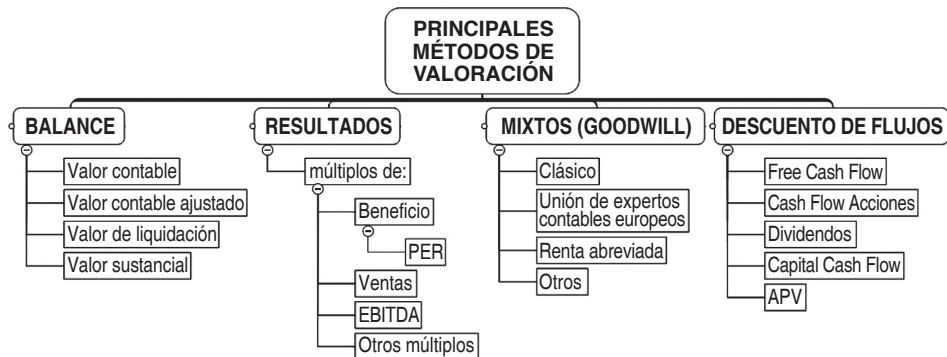 PRINCIPALES
MÉTODOS DE
VALORACIÓN
BALANCE
Valor contable
Valor contable ajustado
Valor de liquidación
Valor sustancial
RESULTADOS
múltiplos de:
Beneficio
PER
Ventas
EBITDA
Otros múltiplos
MIXTOS (GOODWILL)
Clásico
Unión de expertos
contables europeos
Renta abreviada
Otros
DESCUENTO DE FLUJOS
Free Cash Flow
Cash Flow Acciones
Dividendos
Capital Cash Flow
APV